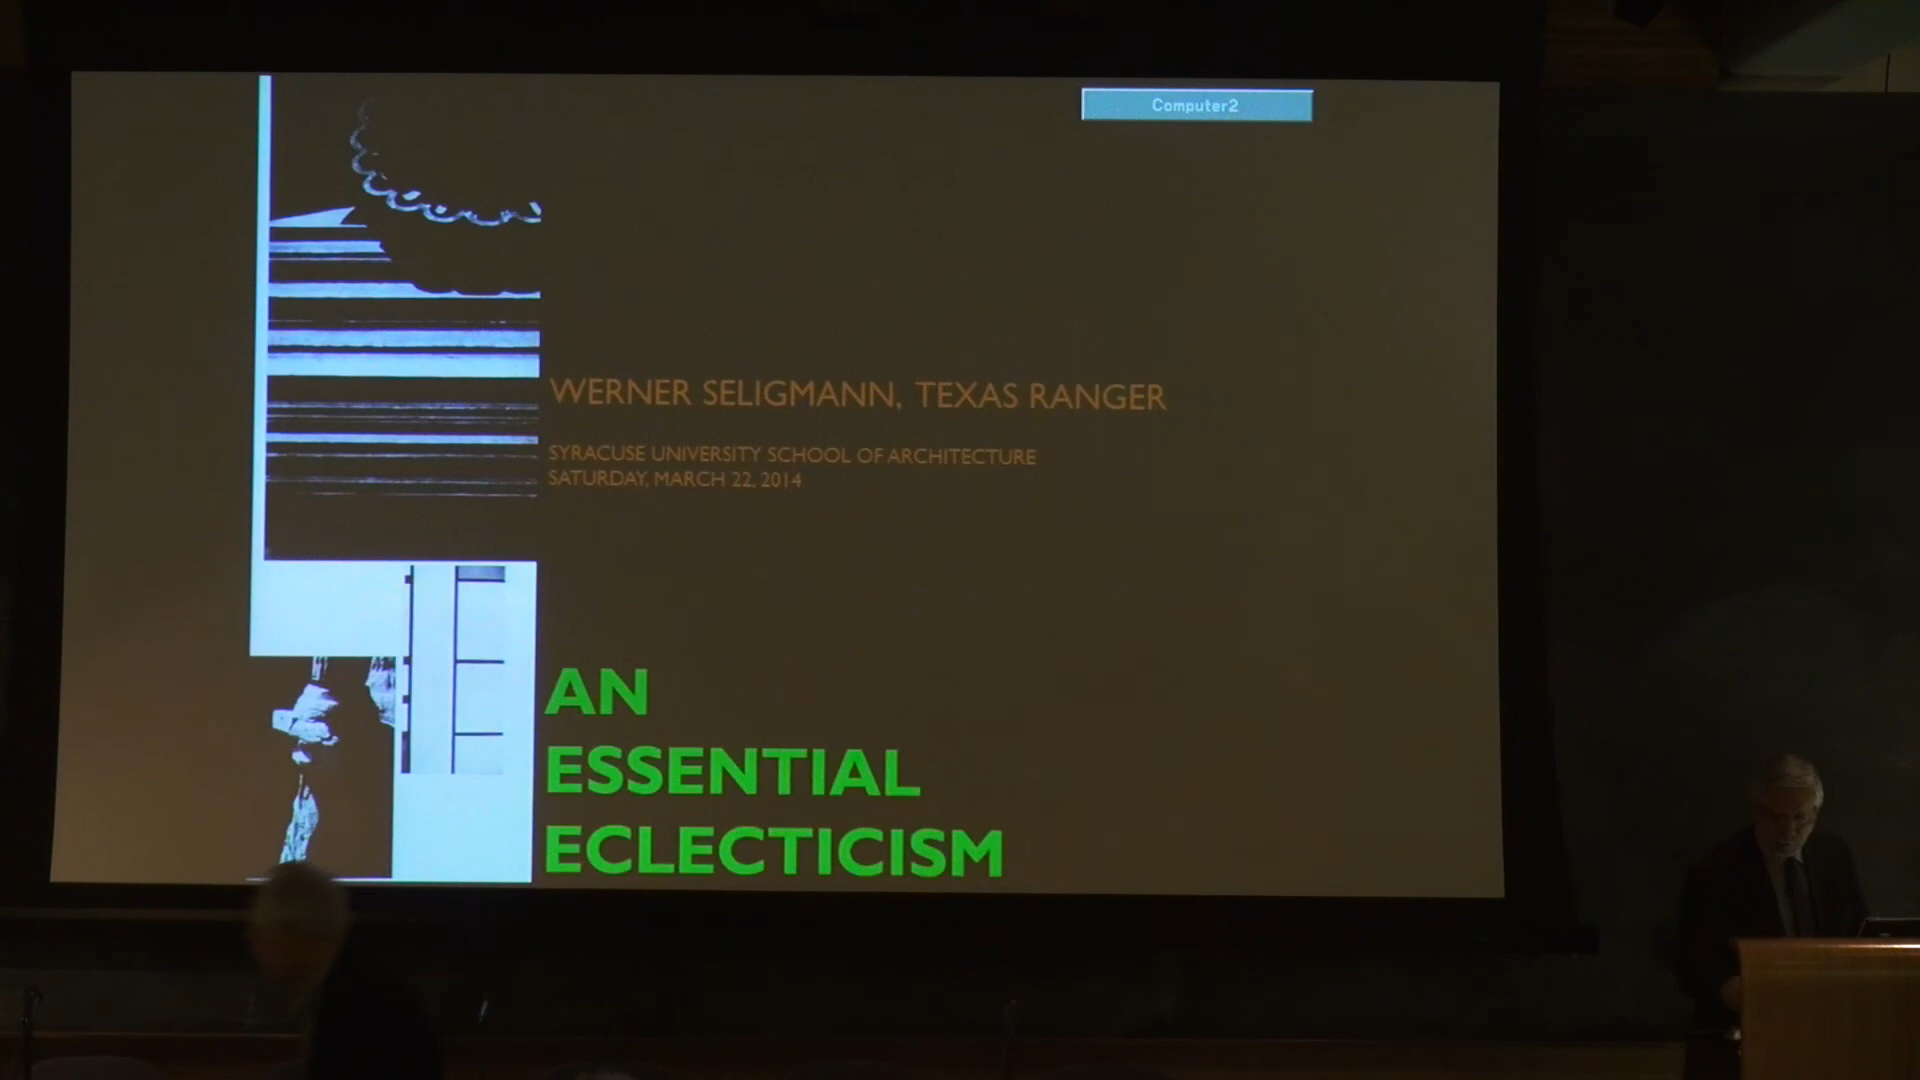 Computer2
WERNER SELIGMANN, TEXAS RANGER
SYRACUSE UNIVERSITY SCHOOL OF ARCHITECTURE
SATURDAY, MARCH 22, 2014
AN
ESSENTIAL
ECLECTICISM